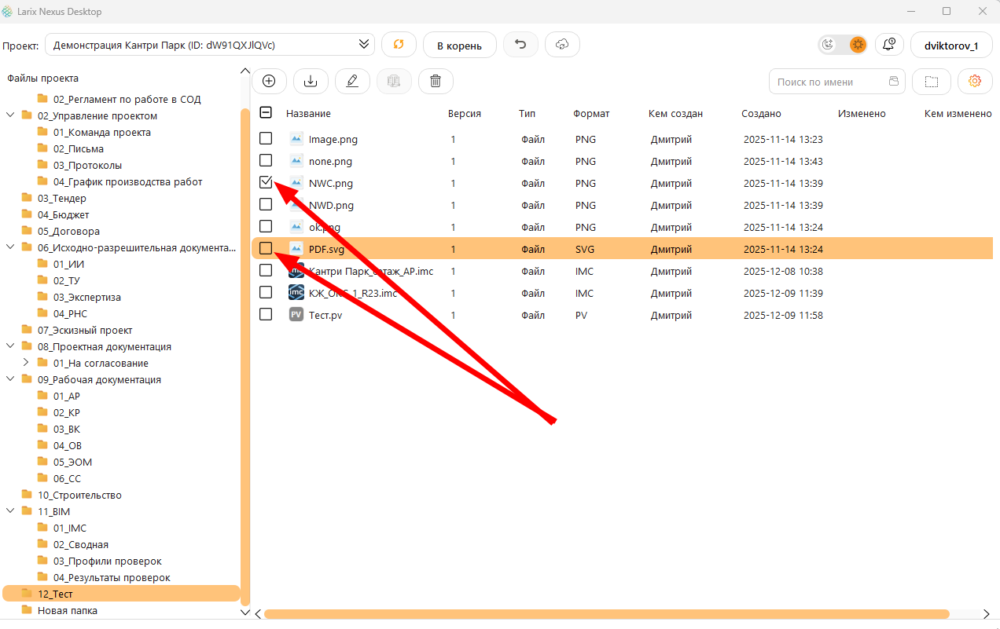 Larix Nexus Desktop
Проект: Демонстрация Кантри Парк (ID: dW91QXJlQVc) В корень dviktorov_1
Файлы проекта
02_Регламент по работе в СОД
02_Управление проектом
01_Команда проекта
02_Письма
03_Протоколы
04_График производства работ
03_Тендер
04_Бюджет
05_Договора
06_Исходно-разрешительная документа...
01_ИИ
02_ТУ
03_Экспертиза
04_РНС
07_Эскизный проект
08_Проектная документация
01_На согласование
09_Рабочая документация
01_АР
02_КР
03_ВК
04_ОВ
05_ЭОМ
06_СС
10_Строительство
11_BIM
01_IMC
02_Сводная
03_Профили проверок
04_Результаты проверок
12_Тест
Новая папка
Поиск по имени
Название Версия Тип Формат Кем создан Создано Изменено Кем изменено
Image.png 1 Файл PNG Дмитрий 2025-11-14 13:23
none.png 1 Файл PNG Дмитрий 2025-11-14 13:43
NWC.png 1 Файл PNG Дмитрий 2025-11-14 13:39
NWD.png 1 Файл PNG Дмитрий 2025-11-14 13:39
ok.png 1 Файл PNG Дмитрий 2025-11-14 13:24
PDF.svg 1 Файл SVG Дмитрий 2025-11-14 13:24
Кантри Парк_ _АР.imc 1 Файл IMC Дмитрий 2025-12-08 10:38
imc КЖ_ _1_R23.imc 1 Файл IMC Дмитрий 2025-12-09 11:39
PV Тест.pv 1 Файл PV Дмитрий 2025-12-09 11:58